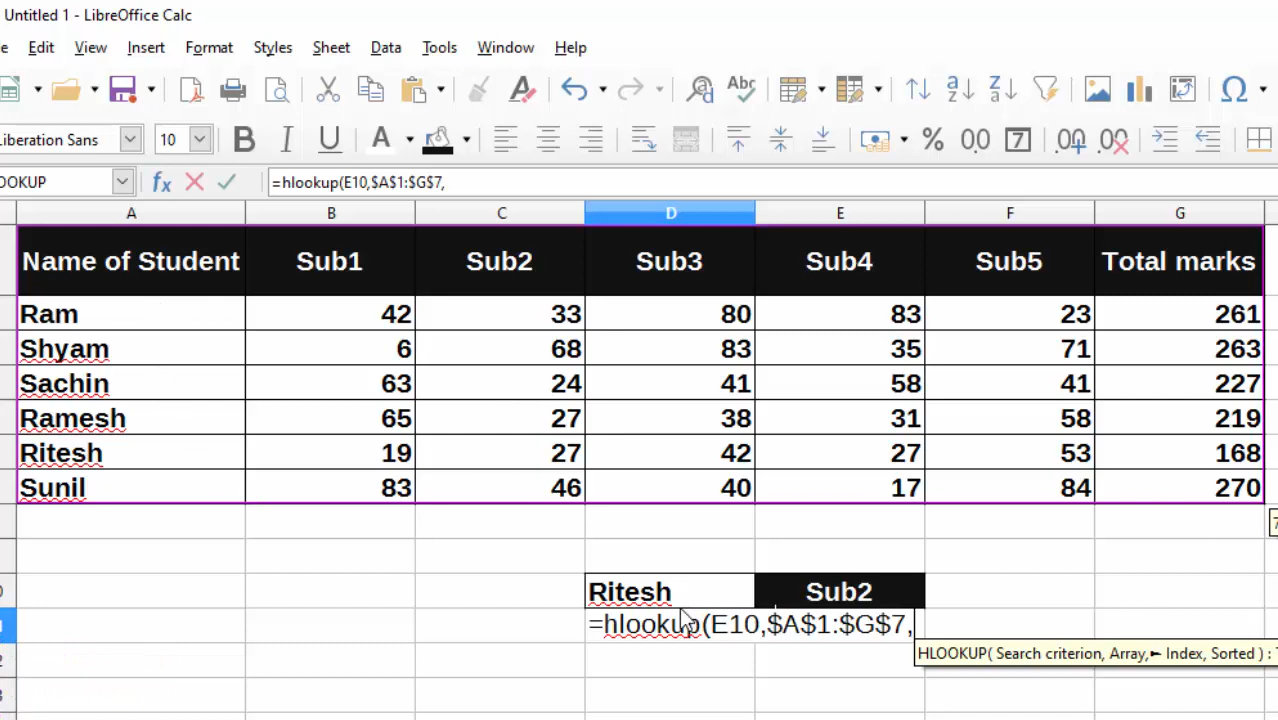 Untitled 1 - LibreOffice Calc
Edit View Insert Format Styles Sheet Data Tools Window Help
Abc
Liberation Sans 10 B I U A
=hlookup(E10,$A$1:$G$7,
A B C D E F G
Name of Student Sub1 Sub2 Sub3 Sub4 Sub5 Total marks
Ram 42 33 80 83 23 261
Shyam 6 68 83 35 71 263
Sachin 63 24 41 58 41 227
Ramesh 65 27 38 31 58 219
Ritesh 19 27 42 27 53 168
Sunil 83 46 40 17 84 270
Ritesh Sub2
=hlookup(E10,$A$1:$G$7,
HLOOKUP( Search criterion, Array, Index, Sorted ) :